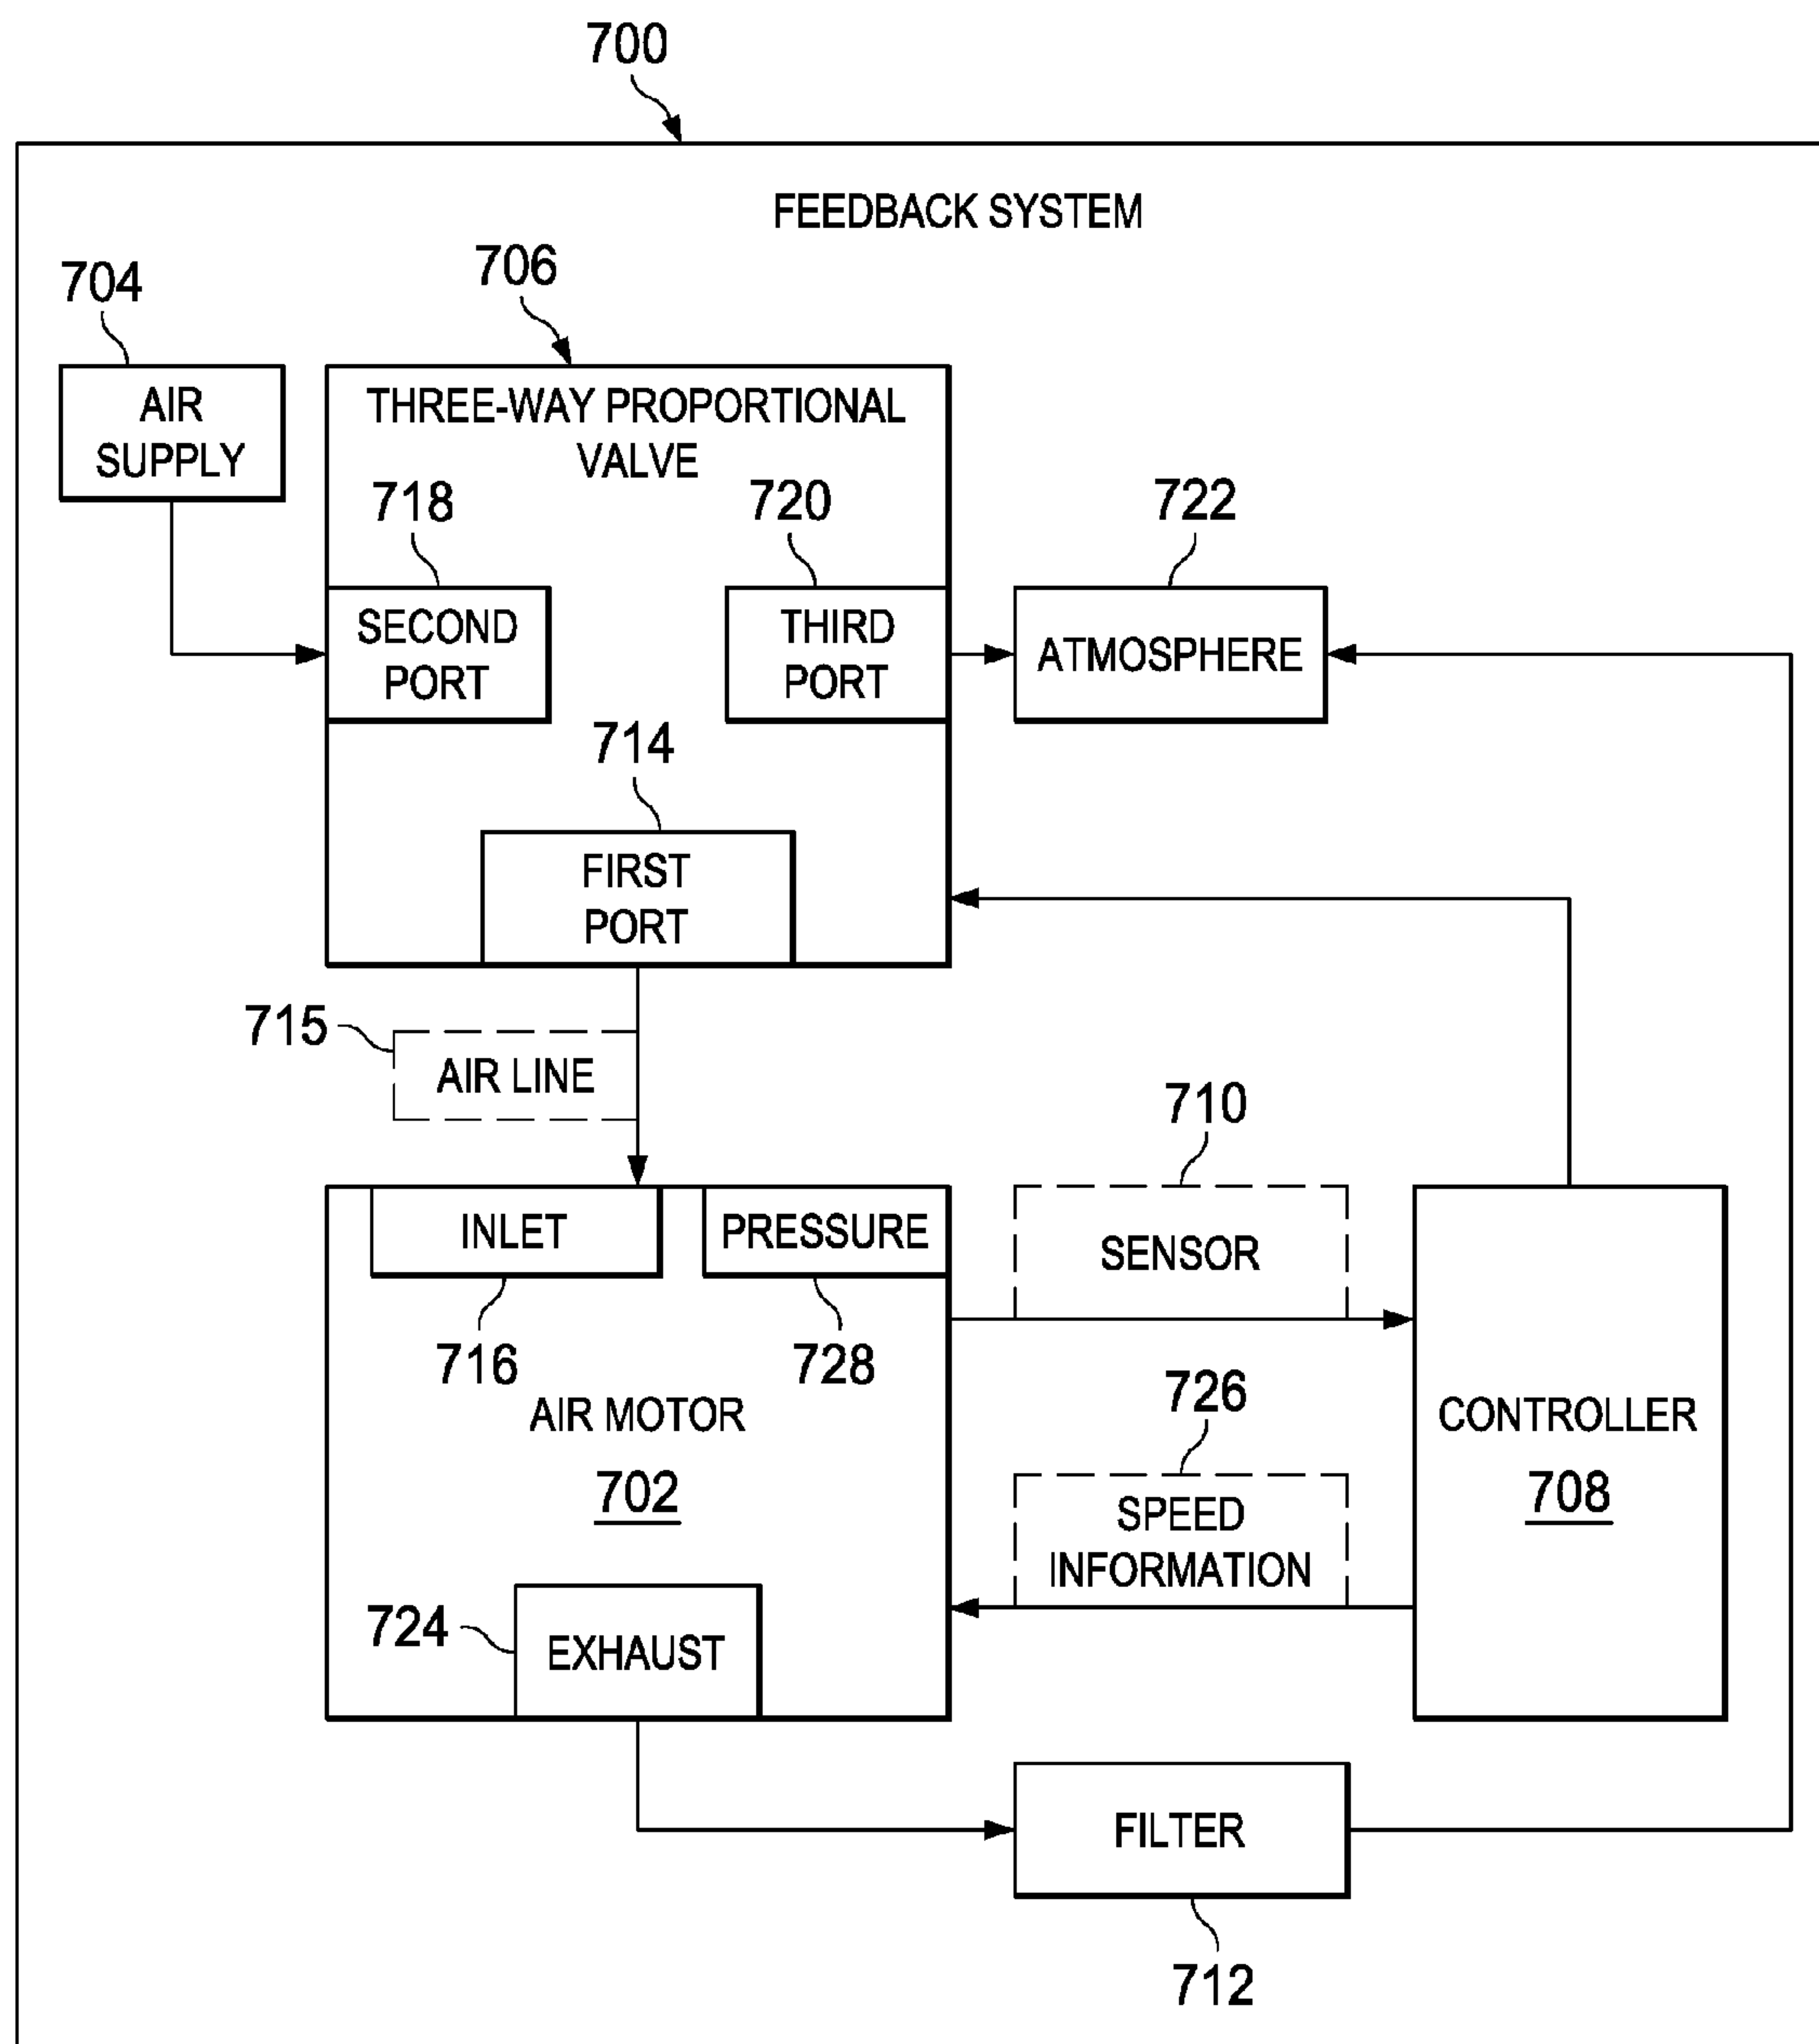 700
FEEDBACK SYSTEM
704
706
AIR
SUPPLY
THREE-WAY PROPORTIONAL
VALVE
718
720
722
SECOND
PORT
THIRD
PORT
ATMOSPHERE
714
FIRST
PORT
715
AIR LINE
710
INLET
PRESSURE
SENSOR
716
728
AIR MOTOR
702
726
SPEED
INFORMATION
CONTROLLER
708
724
EXHAUST
FILTER
712